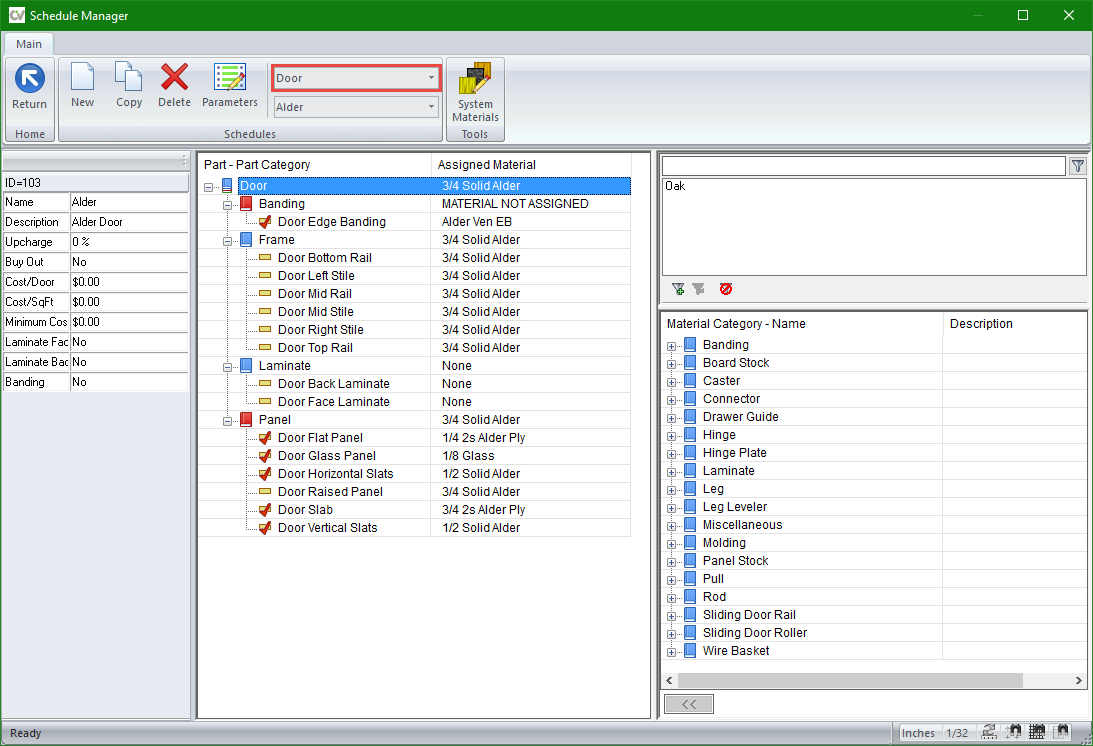 CV Schedule Manager
Main
Return
New
Copy
Delete
Parameters
Door
Alder
System
Materials
Home
Schedules
Tools
ID=103
Name Alder
Description Alder Door
Upcharge 0 %
Buy Out No
Cost/Door $0.00
Cost/SqFt $0.00
Minimum Cos $0.00
Laminate Fac No
Laminate Bac No
Banding No
Part - Part Category Assigned Material
Door 3/4 Solid Alder
Banding MATERIAL NOT ASSIGNED
Door Edge Banding Alder Ven EB
Frame 3/4 Solid Alder
Door Bottom Rail 3/4 Solid Alder
Door Left Stile 3/4 Solid Alder
Door Mid Rail 3/4 Solid Alder
Door Mid Stile 3/4 Solid Alder
Door Right Stile 3/4 Solid Alder
Door Top Rail 3/4 Solid Alder
Laminate None
Door Back Laminate None
Door Face Laminate None
Panel 3/4 Solid Alder
Door Flat Panel 1/4 2s Alder Ply
Door Glass Panel 1/8 Glass
Door Horizontal Slats 1/2 Solid Alder
Door Raised Panel 3/4 Solid Alder
Door Slab 3/4 2s Alder Ply
Door Vertical Slats 1/2 Solid Alder
Oak
Material Category - Name Description
Banding
Board Stock
Caster
Connector
Drawer Guide
Hinge
Hinge Plate
Laminate
Leg
Leg Leveler
Miscellaneous
Molding
Panel Stock
Pull
Rod
Sliding Door Rail
Sliding Door Roller
Wire Basket
<<
Ready
Inches 1/32